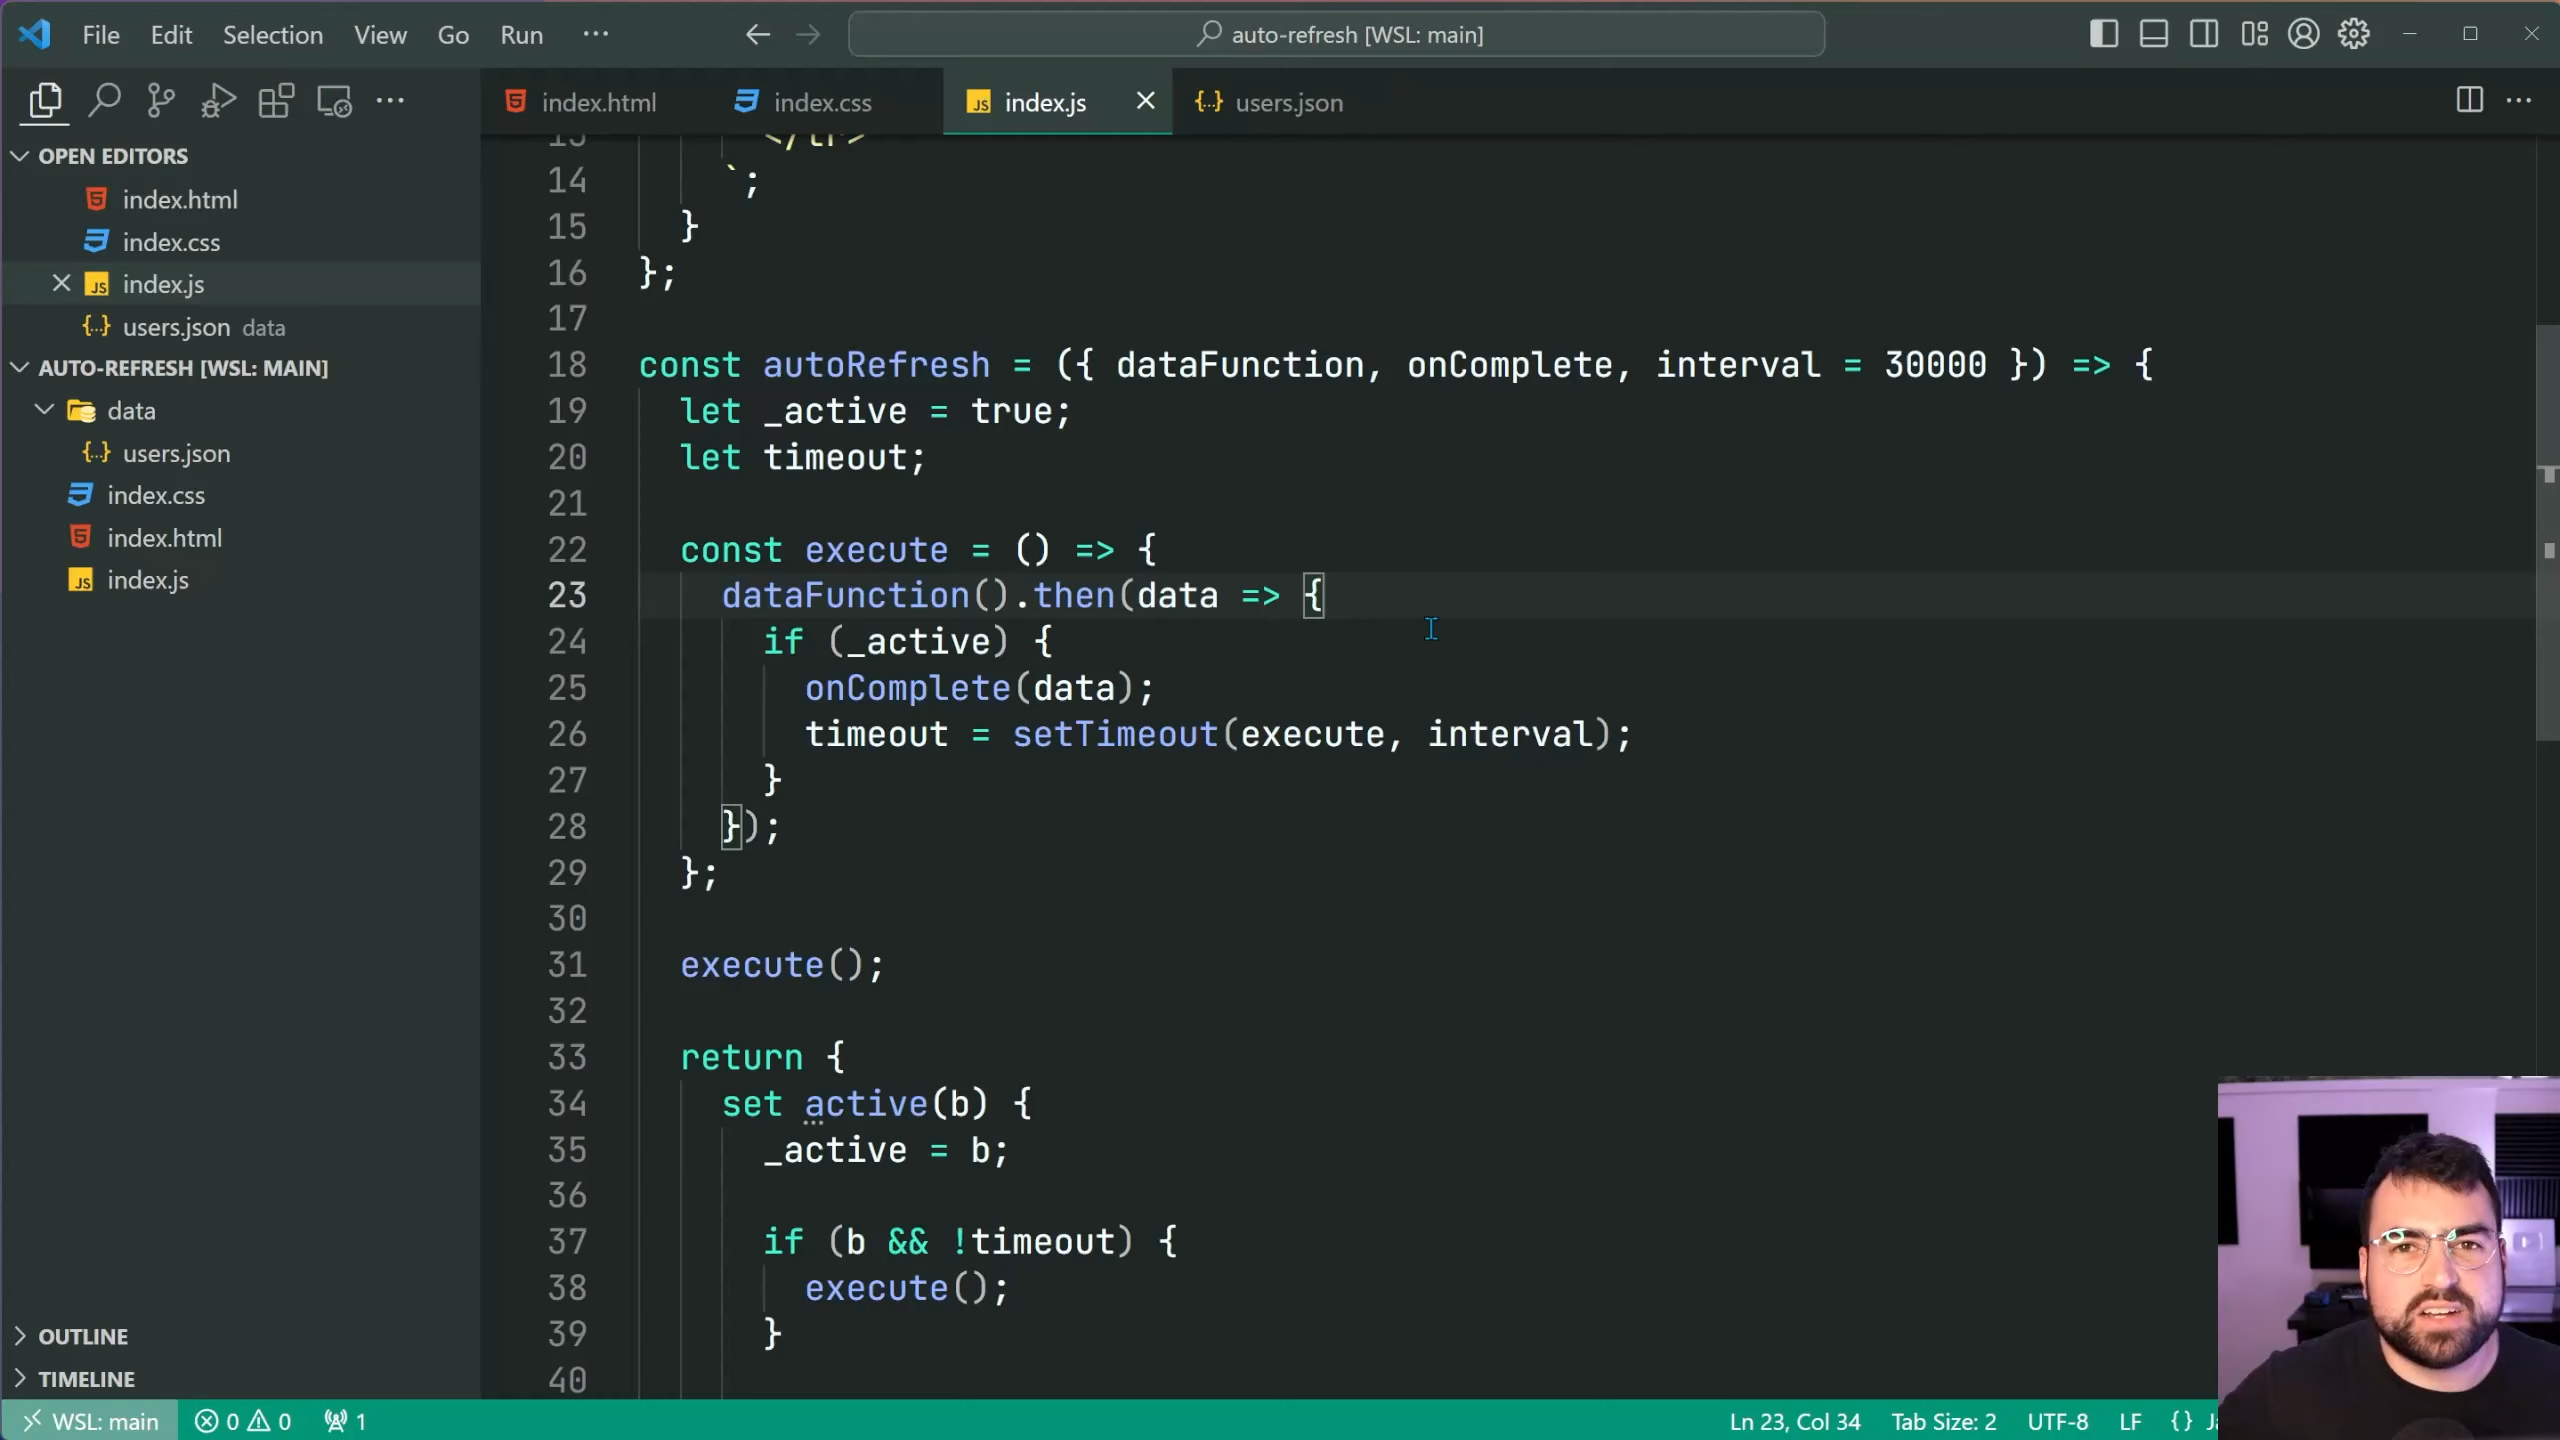 File Edit Selection View Go Run ··· auto-refresh [WSL: main]
index.html index.css index.js users.json
OPEN EDITORS
index.html
index.css
index.js
users.json data
AUTO-REFRESH [WSL: MAIN]
data
users.json
index.css
index.html
index.js
OUTLINE
TIMELINE
13 </tr>
14 `;
15 }
16 };
17
18 const autoRefresh = ({ dataFunction, onComplete, interval = 30000 }) => {
19 let _active = true;
20 let timeout;
21
22 const execute = () => {
23 dataFunction().then(data => {
24 if (_active) {
25 onComplete(data);
26 timeout = setTimeout(execute, interval);
27 }
28 });
29 };
30
31 execute();
32
33 return {
34 set active(b) {
35 _active = b;
36
37 if (b && !timeout) {
38 execute();
39 }
40
WSL: main 0 0 1 Ln 23, Col 34 Tab Size: 2 UTF-8 LF {}